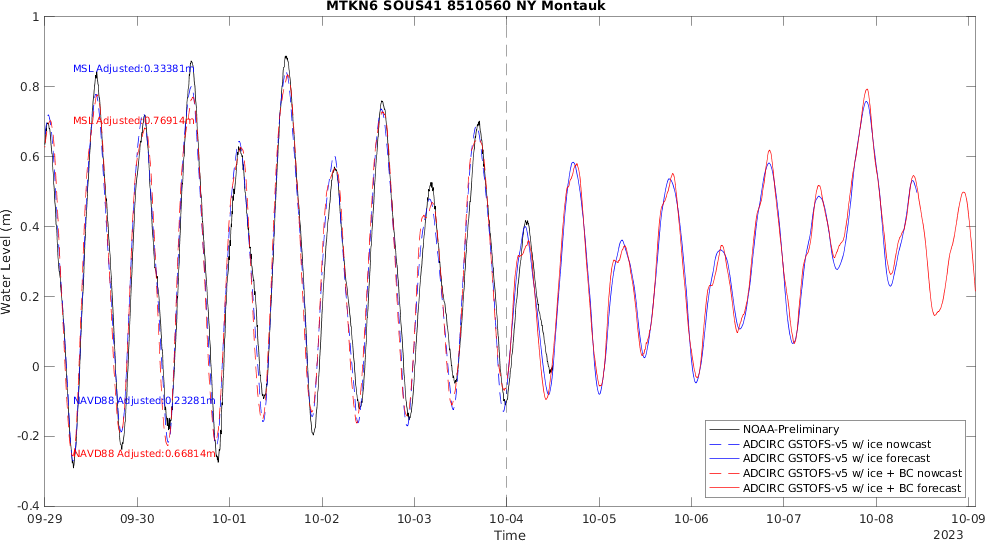 MTKN6 SOUS41 8510560 NY Montauk
1
0.8
0.6
0.4
0.2
0
-0.2
-0.4
Water Level (m)
MSL Adjusted:0.33381m
MSL Adjusted:0.76914m
NAVD88 Adjusted:0.23281m
NAVD88 Adjusted:0.66814m
NOAA-Preliminary
ADCIRC GSTOFS-v5 w/ ice nowcast
ADCIRC GSTOFS-v5 w/ ice forecast
ADCIRC GSTOFS-v5 w/ ice + BC nowcast
ADCIRC GSTOFS-v5 w/ ice + BC forecast
09-29 09-30 10-01 10-02 10-03 10-04 10-05 10-06 10-07 10-08 10-09
Time
2023